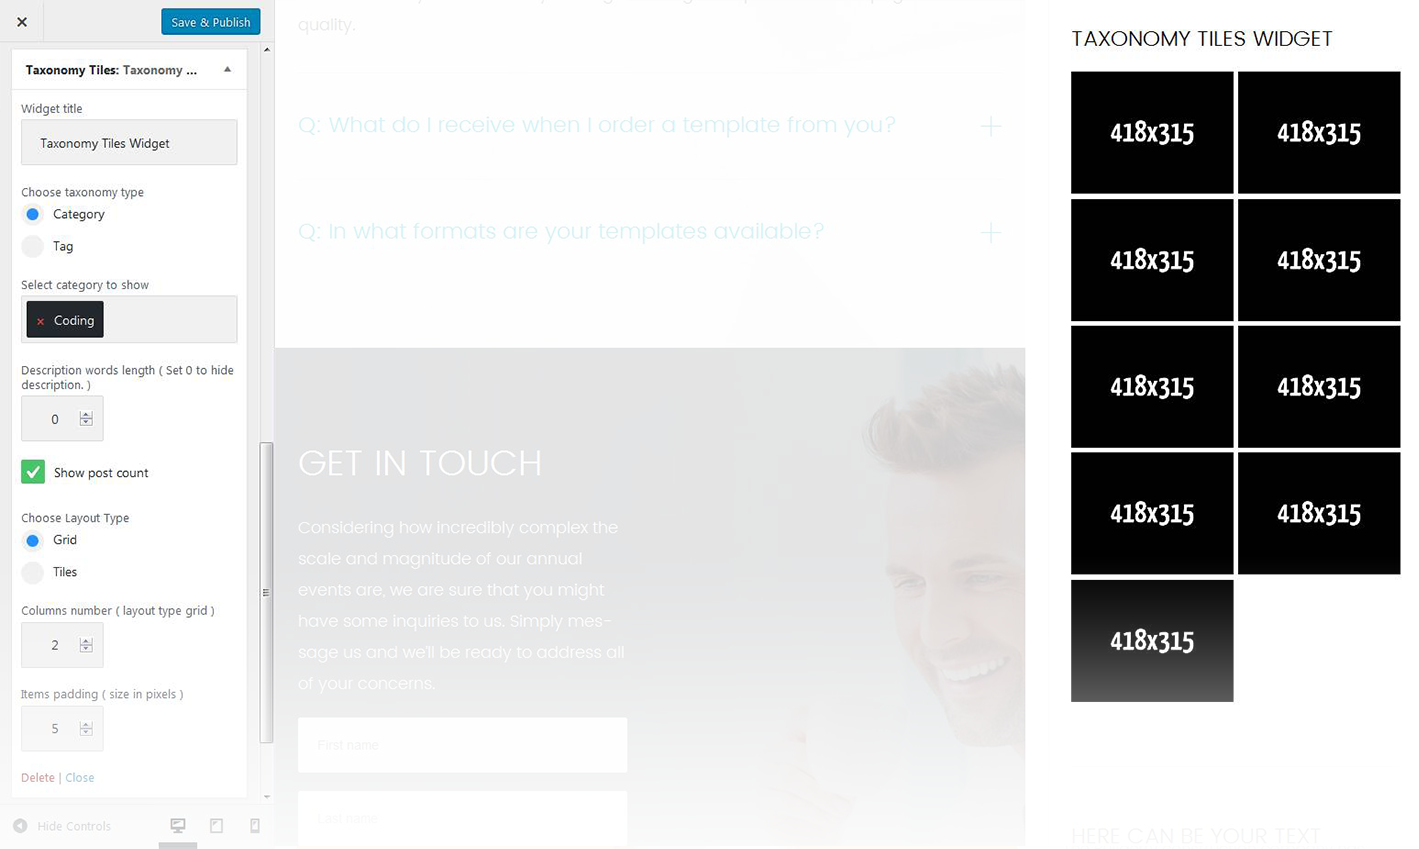 Save & Publish
Taxonomy Tiles: Taxonomy ...
Widget title
Taxonomy Tiles Widget
Choose taxonomy type
Category
Tag
Select category to show
× Coding
Description words length ( Set 0 to hide
description. )
0
Show post count
Choose Layout Type
Grid
Tiles
Columns number ( layout type grid )
2
Items padding ( size in pixels )
5
Delete | Close
Hide Controls
quality.
Q: What do I receive when I order a template from you?
Q: In what formats are your templates available?
GET IN TOUCH
Considering how incredibly complex the
scale and magnitude of our annual
events are, we are sure that you might
have some inquiries to us. Simply mes-
sage us and we'll be ready to address all
of your concerns.
First name
Last name
TAXONOMY TILES WIDGET
418x315 418x315
418x315 418x315
418x315 418x315
418x315 418x315
418x315
HERE CAN BE YOUR TEXT